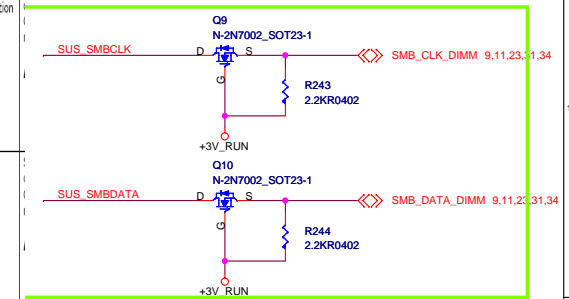 tion
Q9
N-2N7002_SOT23-1
SUS_SMBCLK
D
S
SMB_CLK_DIMM 9,11,23,31,34
G
R243
2.2KR0402
+3V_RUN
Q10
N-2N7002_SOT23-1
SUS_SMBDATA
D
S
SMB_DATA_DIMM 9,11,23,31,34
G
R244
2.2KR0402
+3V_RUN